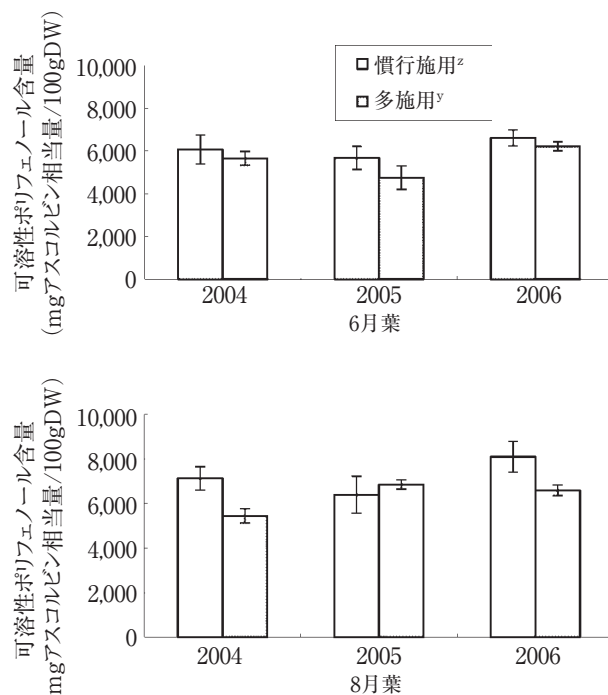 可溶性ポリフェノール含量
(mgアスコルビン相当量/100gDW)
10,000
8,000
6,000
4,000
2,000
0
慣行施用z
多施用y
2004
2005
2006
6月葉
可溶性ポリフェノール含量
mgアスコルビン相当量/100gDW)
10,000
8,000
6,000
4,000
2,000
0
2004
2005
2006
8月葉